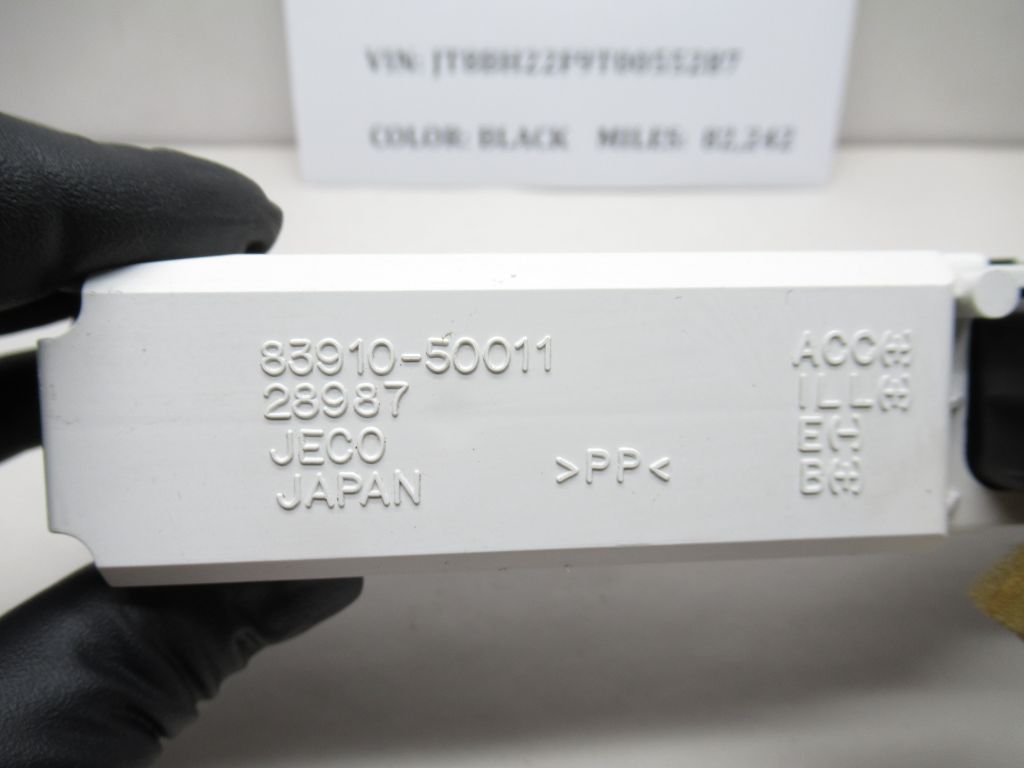 VIN: JT8BH22F9T0055287
COLOR: BLACK MILES: 82,242
83910-50011
28987
JECO
JAPAN
>PP<
ACC(+)
ILL(+)
E(-)
B(+)